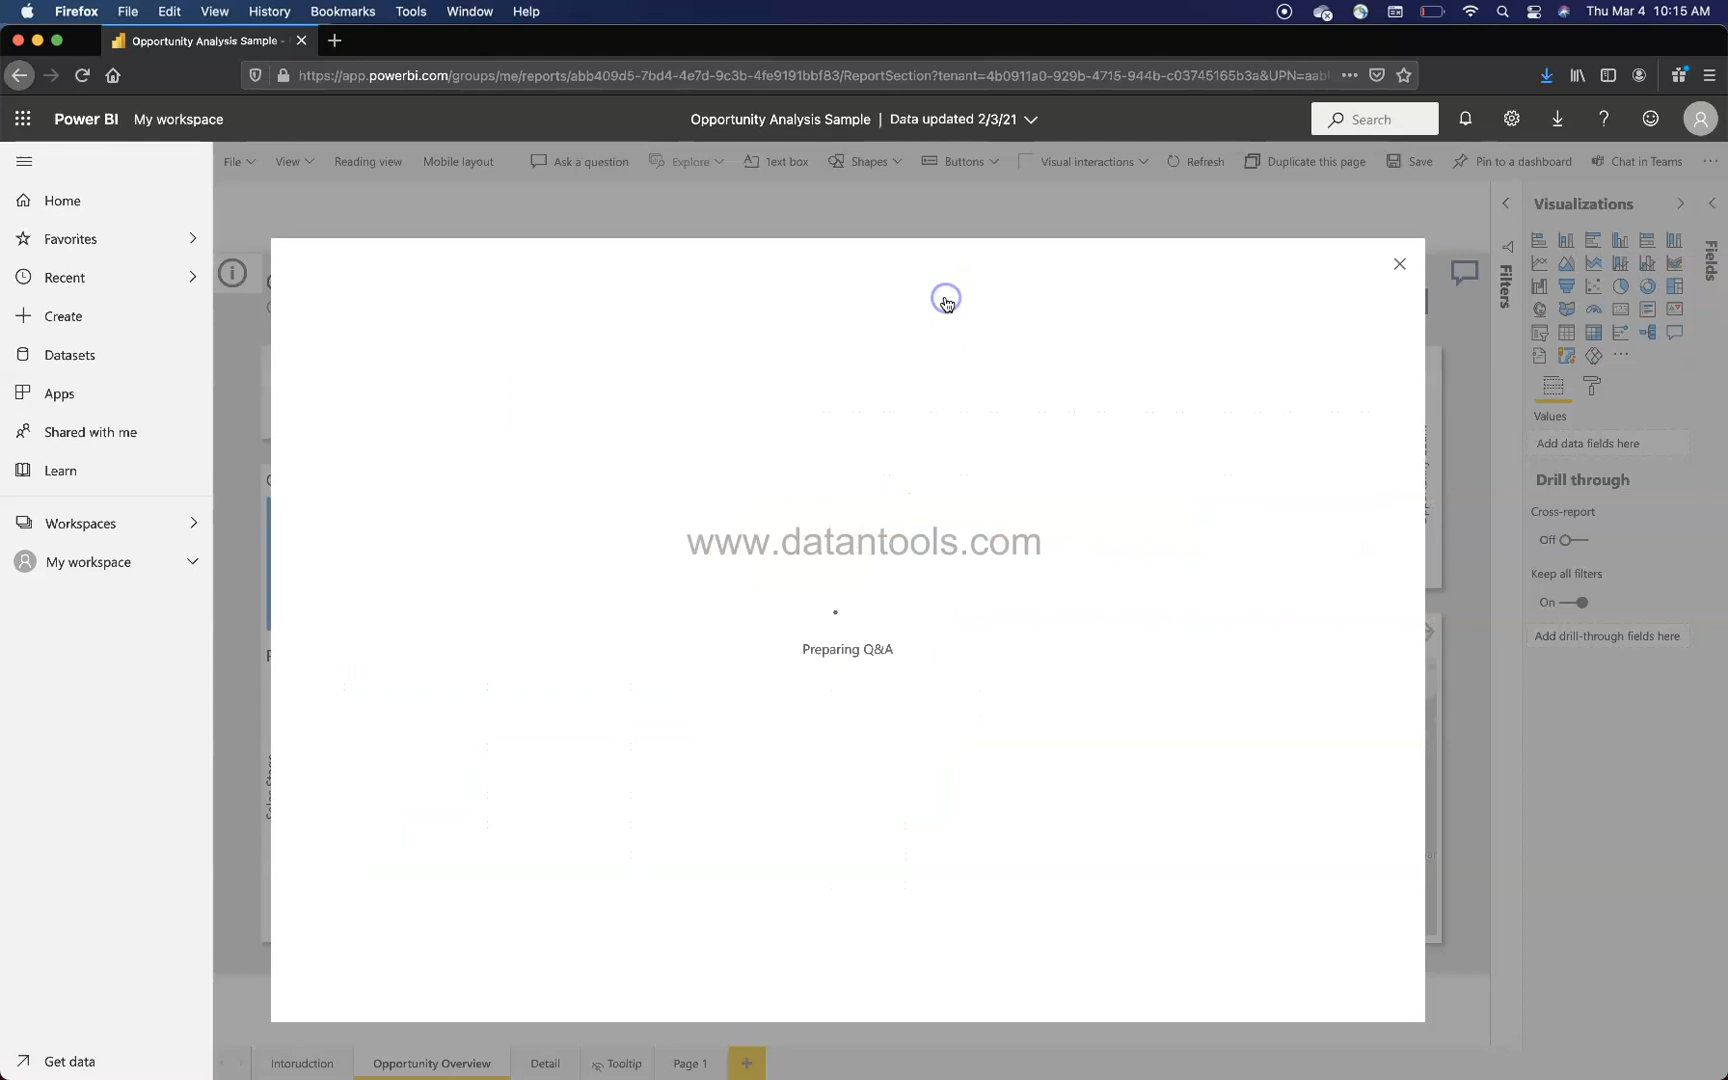 Firefox File Edit View History Bookmarks Tools Window Help Thu Mar 4 10:15 AM
Opportunity Analysis Sample -
https://app.powerbi.com/groups/me/reports/abb409d5-7bd4-4e7d-9c3b-4fe9191bbf83/ReportSection?tenant=4b0911a0-929b-4715-944b-c03745165b3a&UPN=aab
Power BI My workspace Opportunity Analysis Sample | Data updated 2/3/21 Search
File View Reading view Mobile layout Ask a question Explore Text box Shapes Buttons Visual interactions Refresh Duplicate this page Save Pin to a dashboard Chat in Teams
Home
Favorites
Recent
Create
Datasets
Apps
Shared with me
Learn
Workspaces
My workspace
Get data
www.datantools.com
Preparing Q&A
Sales Stage
Filters
Visualizations
Fields
Values
Add data fields here
Drill through
Cross-report
Off
Keep all filters
On
Add drill-through fields here
Intorudction Opportunity Overview Detail Tooltip Page 1